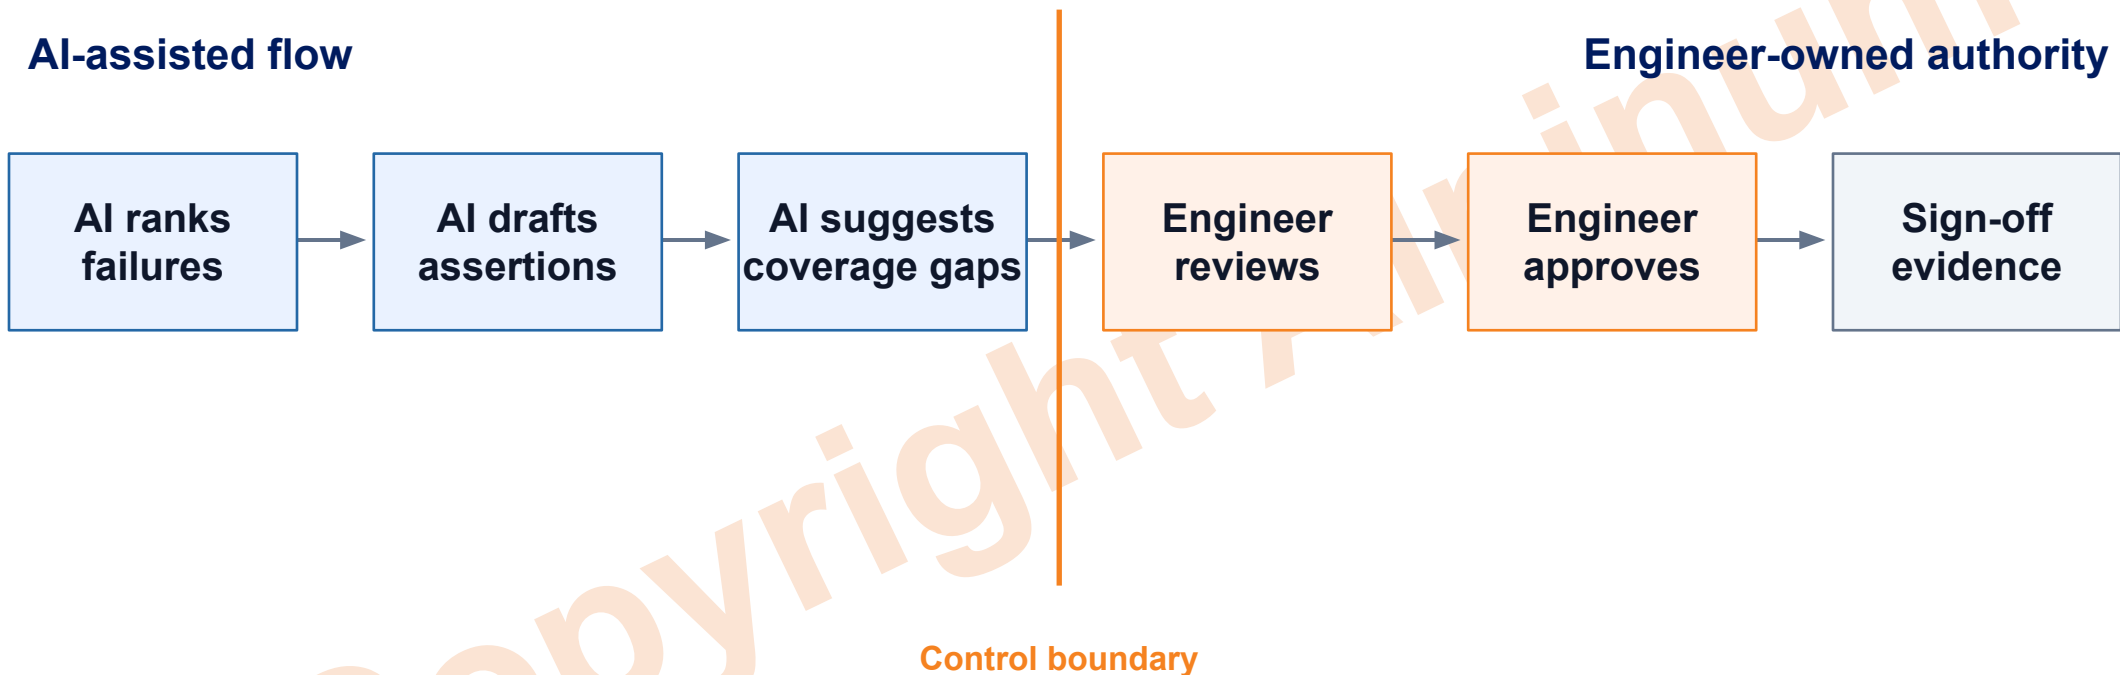 AI-assisted flow
Engineer-owned authority
AI ranks
failures
AI drafts
assertions
AI suggests
coverage gaps
Engineer
reviews
Engineer
approves
Sign-off
evidence
Control boundary